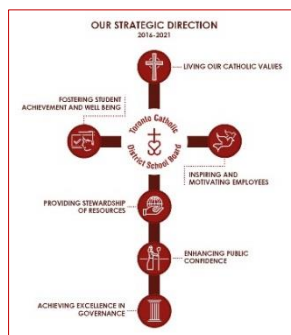 OUR STRATEGIC DIRECTION
2016-2021
LIVING OUR CATHOLIC VALUES
FOSTERING STUDENT
ACHIEVEMENT AND WELL BEING
Toronto Catholic
District School Board
INSPIRING AND
MOTIVATING EMPLOYEES
PROVIDING STEWARDSHIP
OF RESOURCES
ENHANCING PUBLIC
CONFIDENCE
ACHIEVING EXCELLENCE IN
GOVERNANCE